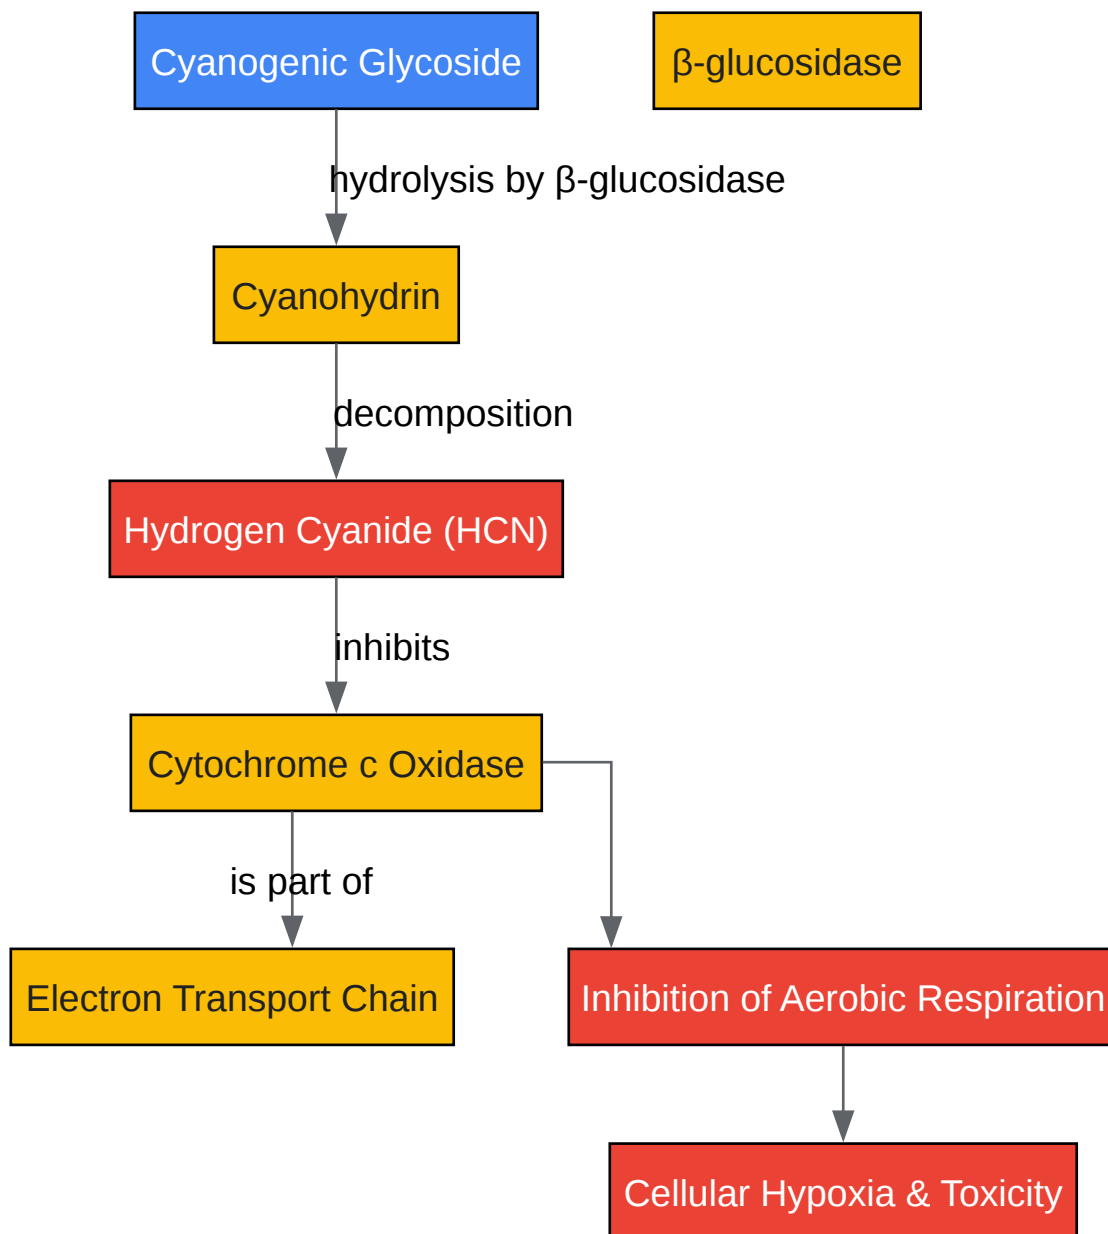 Cyanogenic Glycoside
β-glucosidase
hydrolysis by β-glucosidase
Cyanohydrin
decomposition
Hydrogen Cyanide (HCN)
inhibits
Cytochrome c Oxidase
is part of
Electron Transport Chain
Inhibition of Aerobic Respiration
Cellular Hypoxia & Toxicity